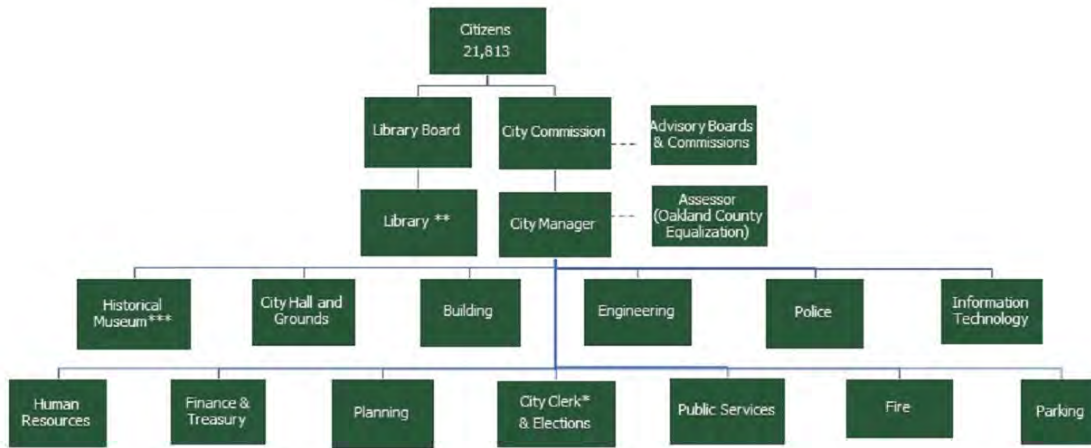 Citizens
21,813
Library Board
City Commission
Advisory Boards
& Commissions
Library **
City Manager
Assessor
(Oakland County
Equalization)
Historical
Museum***
City Hall and
Grounds
Building
Engineering
Police
Information
Technology
Human
Resources
Finance &
Treasury
Planning
City Clerk*
& Elections
Public Services
Fire
Parking